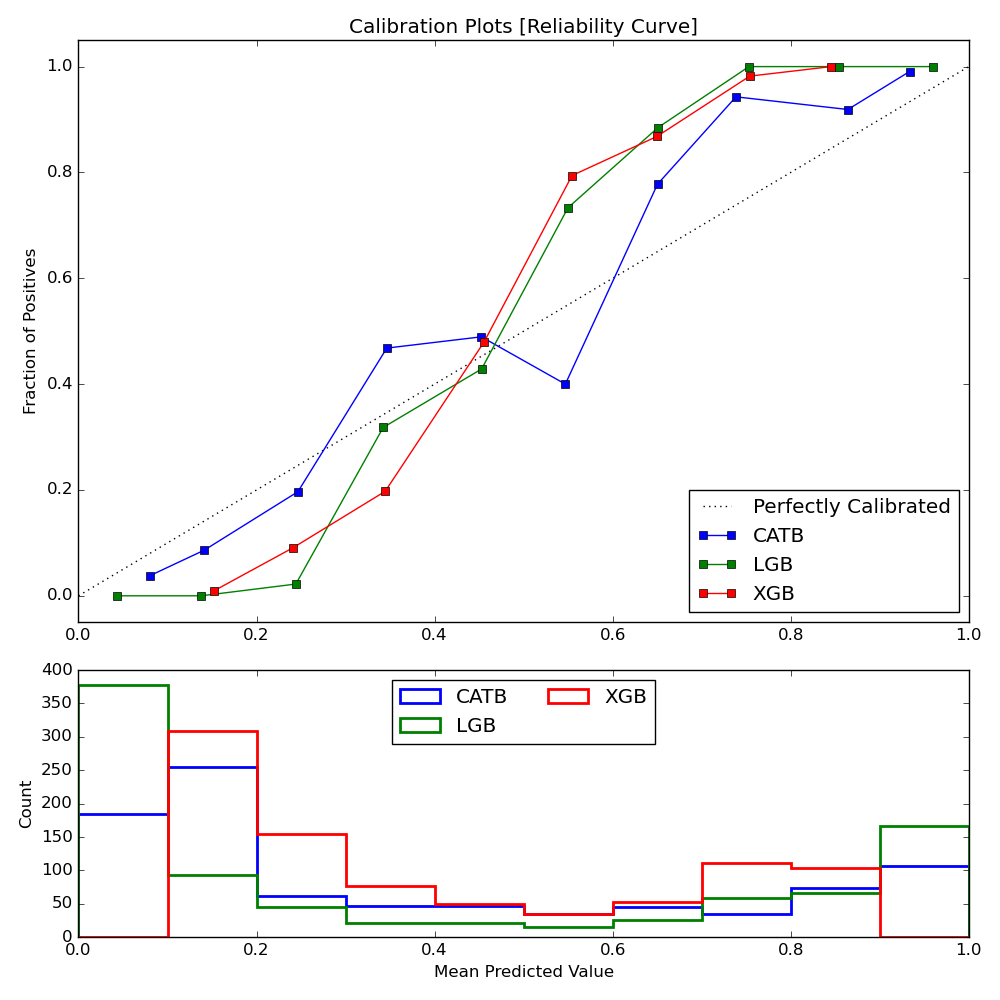 Calibration Plots [Reliability Curve]
1.0
0.8
0.6
0.4
0.2
0.0
Fraction of Positives
Perfectly Calibrated
CATB
LGB
XGB
0.0 0.2 0.4 0.6 0.8 1.0
400
350
300
250
200
150
100
50
0
Count
CATB XGB
LGB
0.0 0.2 0.4 0.6 0.8 1.0
Mean Predicted Value